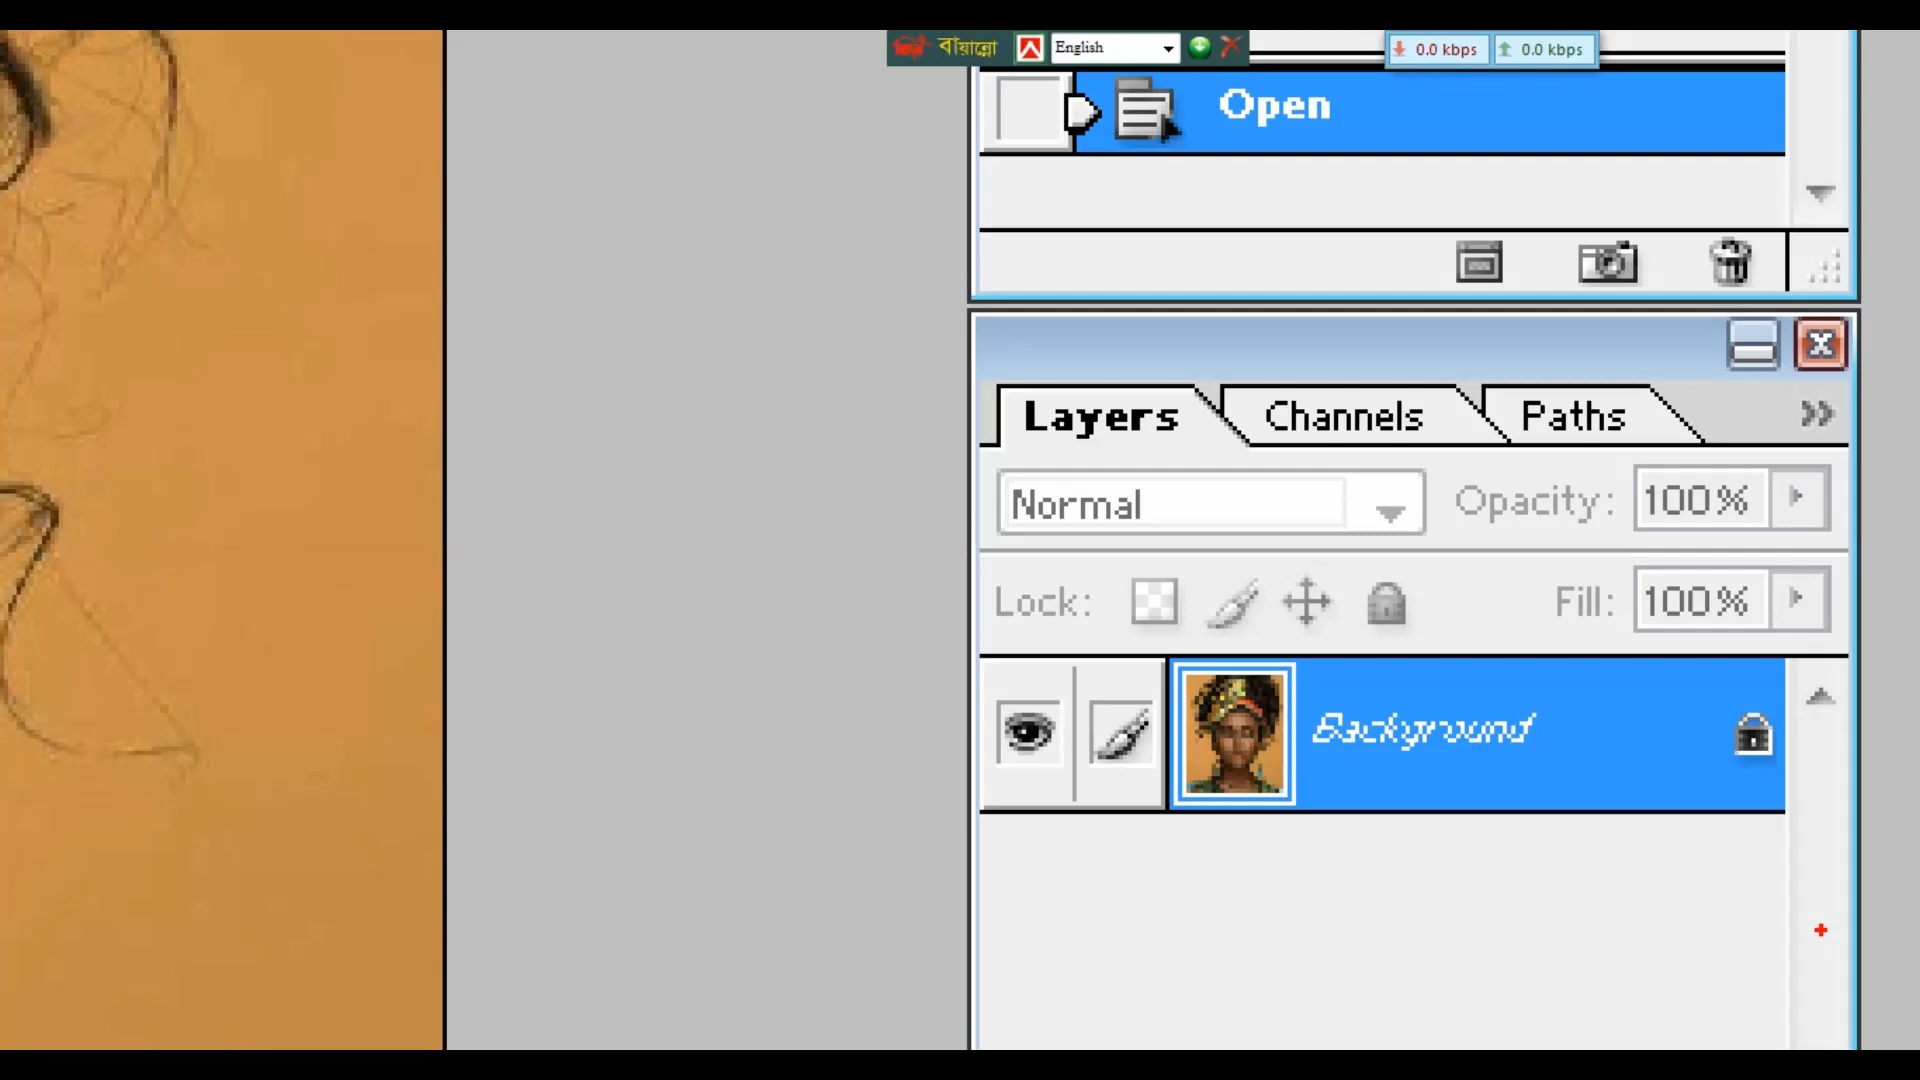 বায়ান্নো English 0.0 kbps 0.0 kbps
Open
Layers Channels Paths
Normal Opacity: 100%
Lock: Fill: 100%
Background